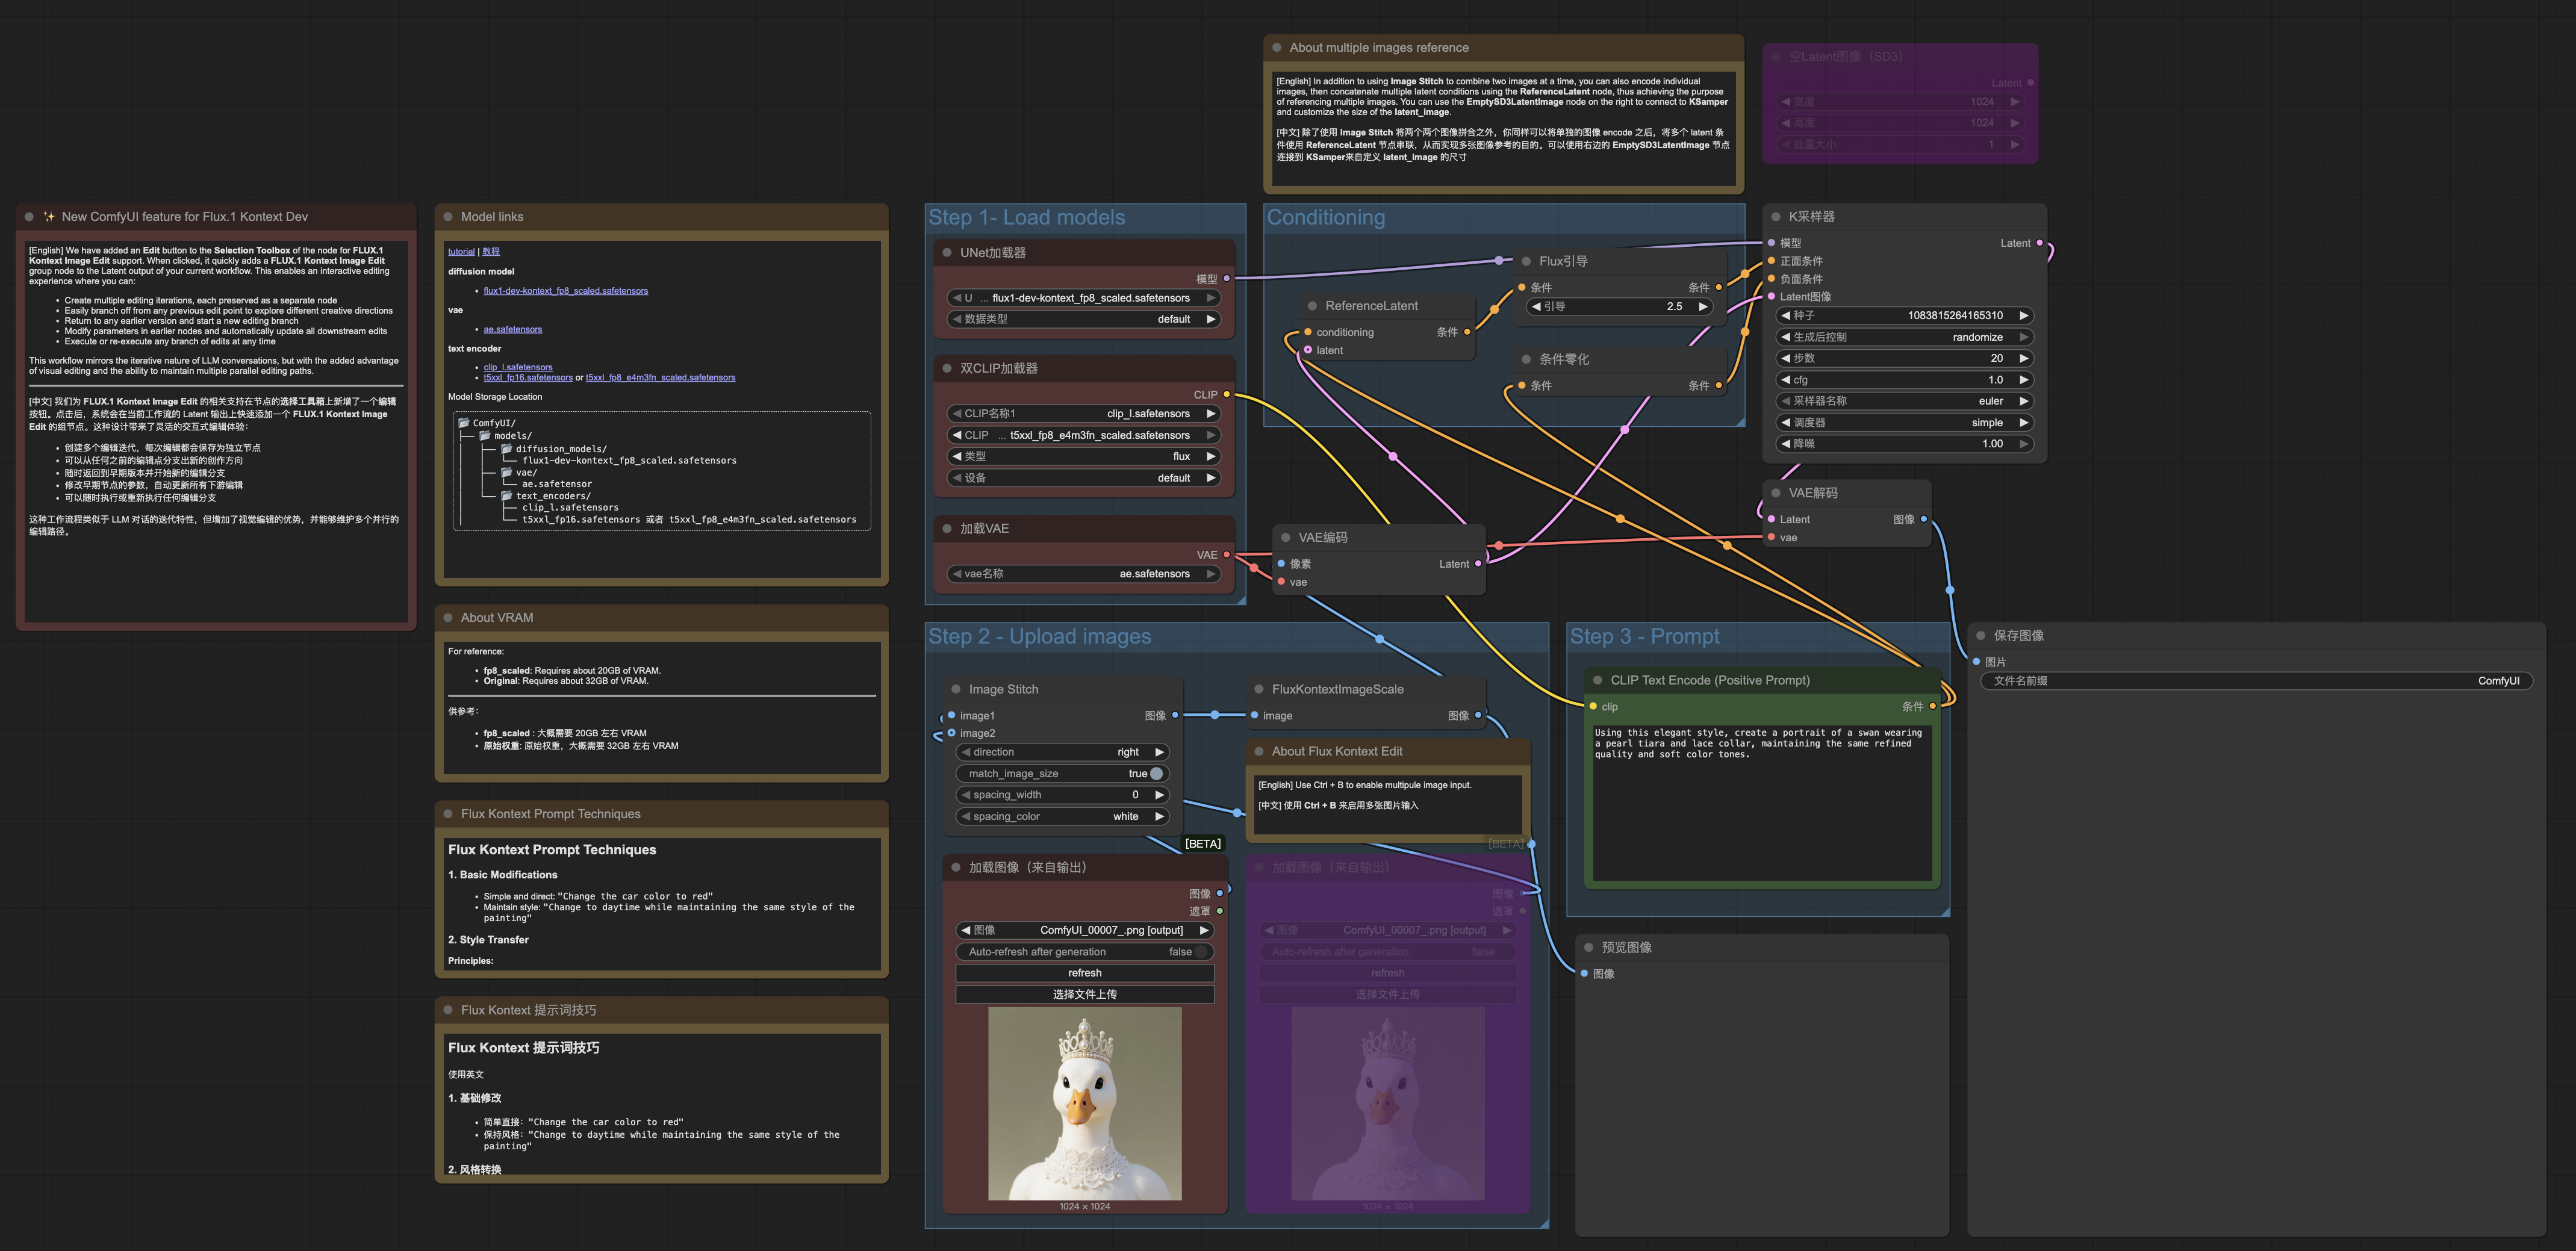 About multiple images reference
[English] In addition to using Image Stitch to combine two images at a time, you can also encode individual
images, then concatenate multiple latent conditions using the ReferenceLatent node, thus achieving the purpose
of referencing multiple images. You can use the EmptySD3LatentImage node on the right to connect to KSamper
and customize the size of the latent_image.
[中文] 除了使用 Image Stitch 将两个两个图像拼合之外，你同样可以将单独的图像 encode 之后，将多个 latent 条
件使用 ReferenceLatent 节点串联，从而实现多张图像参考的目的。可以使用右边的 EmptySD3LatentImage 节点
连接到 KSamper来自定义 latent_image 的尺寸
空Latent图像（SD3）
Latent
宽度 1024
高度 1024
批量大小 1
✨ New ComfyUI feature for Flux.1 Kontext Dev
[English] We have added an Edit button to the Selection Toolbox of the node for FLUX.1
Kontext Image Edit support. When clicked, it quickly adds a FLUX.1 Kontext Image Edit
group node to the Latent output of your current workflow. This enables an interactive editing
experience where you can:
• Create multiple editing iterations, each preserved as a separate node
• Easily branch off from any previous edit point to explore different creative directions
• Return to any earlier version and start a new editing branch
• Modify parameters in earlier nodes and automatically update all downstream edits
• Execute or re-execute any branch of edits at any time
This workflow mirrors the iterative nature of LLM conversations, but with the added advantage
of visual editing and the ability to maintain multiple parallel editing paths.
[中文] 我们为 FLUX.1 Kontext Image Edit 的相关支持在节点的选择工具箱上新增了一个编辑
按钮。点击后，系统会在当前工作流的 Latent 输出上快速添加一个 FLUX.1 Kontext Image
Edit 的组节点。这种设计带来了灵活的交互式编辑体验：
• 创建多个编辑迭代，每次编辑都会保存为独立节点
• 可以从任何之前的编辑点分支出新的创作方向
• 随时返回到早期版本并开始新的编辑分支
• 修改早期节点的参数，自动更新所有下游编辑
• 可以随时执行或重新执行任何编辑分支
这种工作流程类似于 LLM 对话的迭代特性，但增加了视觉编辑的优势，并能够维护多个并行的
编辑路径。
Model links
tutorial | 教程
diffusion model
• flux1-dev-kontext_fp8_scaled.safetensors
vae
• ae.safetensors
text encoder
• clip_l.safetensors
• t5xxl_fp16.safetensors or t5xxl_fp8_e4m3fn_scaled.safetensors
Model Storage Location
📂 ComfyUI/
├── 📂 models/
│   ├── 📂 diffusion_models/
│   │   └── flux1-dev-kontext_fp8_scaled.safetensors
│   ├── 📂 vae/
│   │   └── ae.safetensor
│   └── 📂 text_encoders/
│       ├── clip_l.safetensors
│       └── t5xxl_fp16.safetensors 或者 t5xxl_fp8_e4m3fn_scaled.safetensors
About VRAM
For reference:
• fp8_scaled: Requires about 20GB of VRAM.
• Original: Requires about 32GB of VRAM.
供参考：
• fp8_scaled : 大概需要 20GB 左右 VRAM
• 原始权重: 原始权重，大概需要 32GB 左右 VRAM
Flux Kontext Prompt Techniques
Flux Kontext Prompt Techniques
1. Basic Modifications
• Simple and direct: "Change the car color to red"
• Maintain style: "Change to daytime while maintaining the same style of the
painting"
2. Style Transfer
Principles:
Flux Kontext 提示词技巧
Flux Kontext 提示词技巧
使用英文
1. 基础修改
• 简单直接: "Change the car color to red"
• 保持风格: "Change to daytime while maintaining the same style of the
painting"
2. 风格转换
Step 1- Load models
UNet加载器
模型
U ... flux1-dev-kontext_fp8_scaled.safetensors
数据类型 default
双CLIP加载器
CLIP
CLIP名称1 clip_l.safetensors
CLIP ... t5xxl_fp8_e4m3fn_scaled.safetensors
类型 flux
设备 default
加载VAE
VAE
vae名称 ae.safetensors
Conditioning
ReferenceLatent
conditioning 条件
latent
Flux引导
条件 条件
引导 2.5
条件零化
条件 条件
K采样器
模型 Latent
正面条件
负面条件
Latent图像
种子 1083815264165310
生成后控制 randomize
步数 20
cfg 1.0
采样器名称 euler
调度器 simple
降噪 1.00
VAE解码
Latent 图像
vae
VAE编码
像素 Latent
vae
Step 2 - Upload images
Image Stitch
image1 图像
image2
direction right
match_image_size true
spacing_width 0
spacing_color white
FluxKontextImageScale
image 图像
About Flux Kontext Edit
[English] Use Ctrl + B to enable multipule image input.
[中文] 使用 Ctrl + B 来启用多张图片输入
[BETA]
加载图像（来自输出）
图像
遮罩
图像 ComfyUI_00007_.png [output]
Auto-refresh after generation false
refresh
选择文件上传
1024 × 1024
[BETA]
加载图像（来自输出）
图像
遮罩
图像 ComfyUI_00007_.png [output]
Auto-refresh after generation false
refresh
选择文件上传
1024 × 1024
Step 3 - Prompt
CLIP Text Encode (Positive Prompt)
clip 条件
Using this elegant style, create a portrait of a swan wearing
a pearl tiara and lace collar, maintaining the same refined
quality and soft color tones.
预览图像
图像
保存图像
图片
文件名前缀 ComfyUI